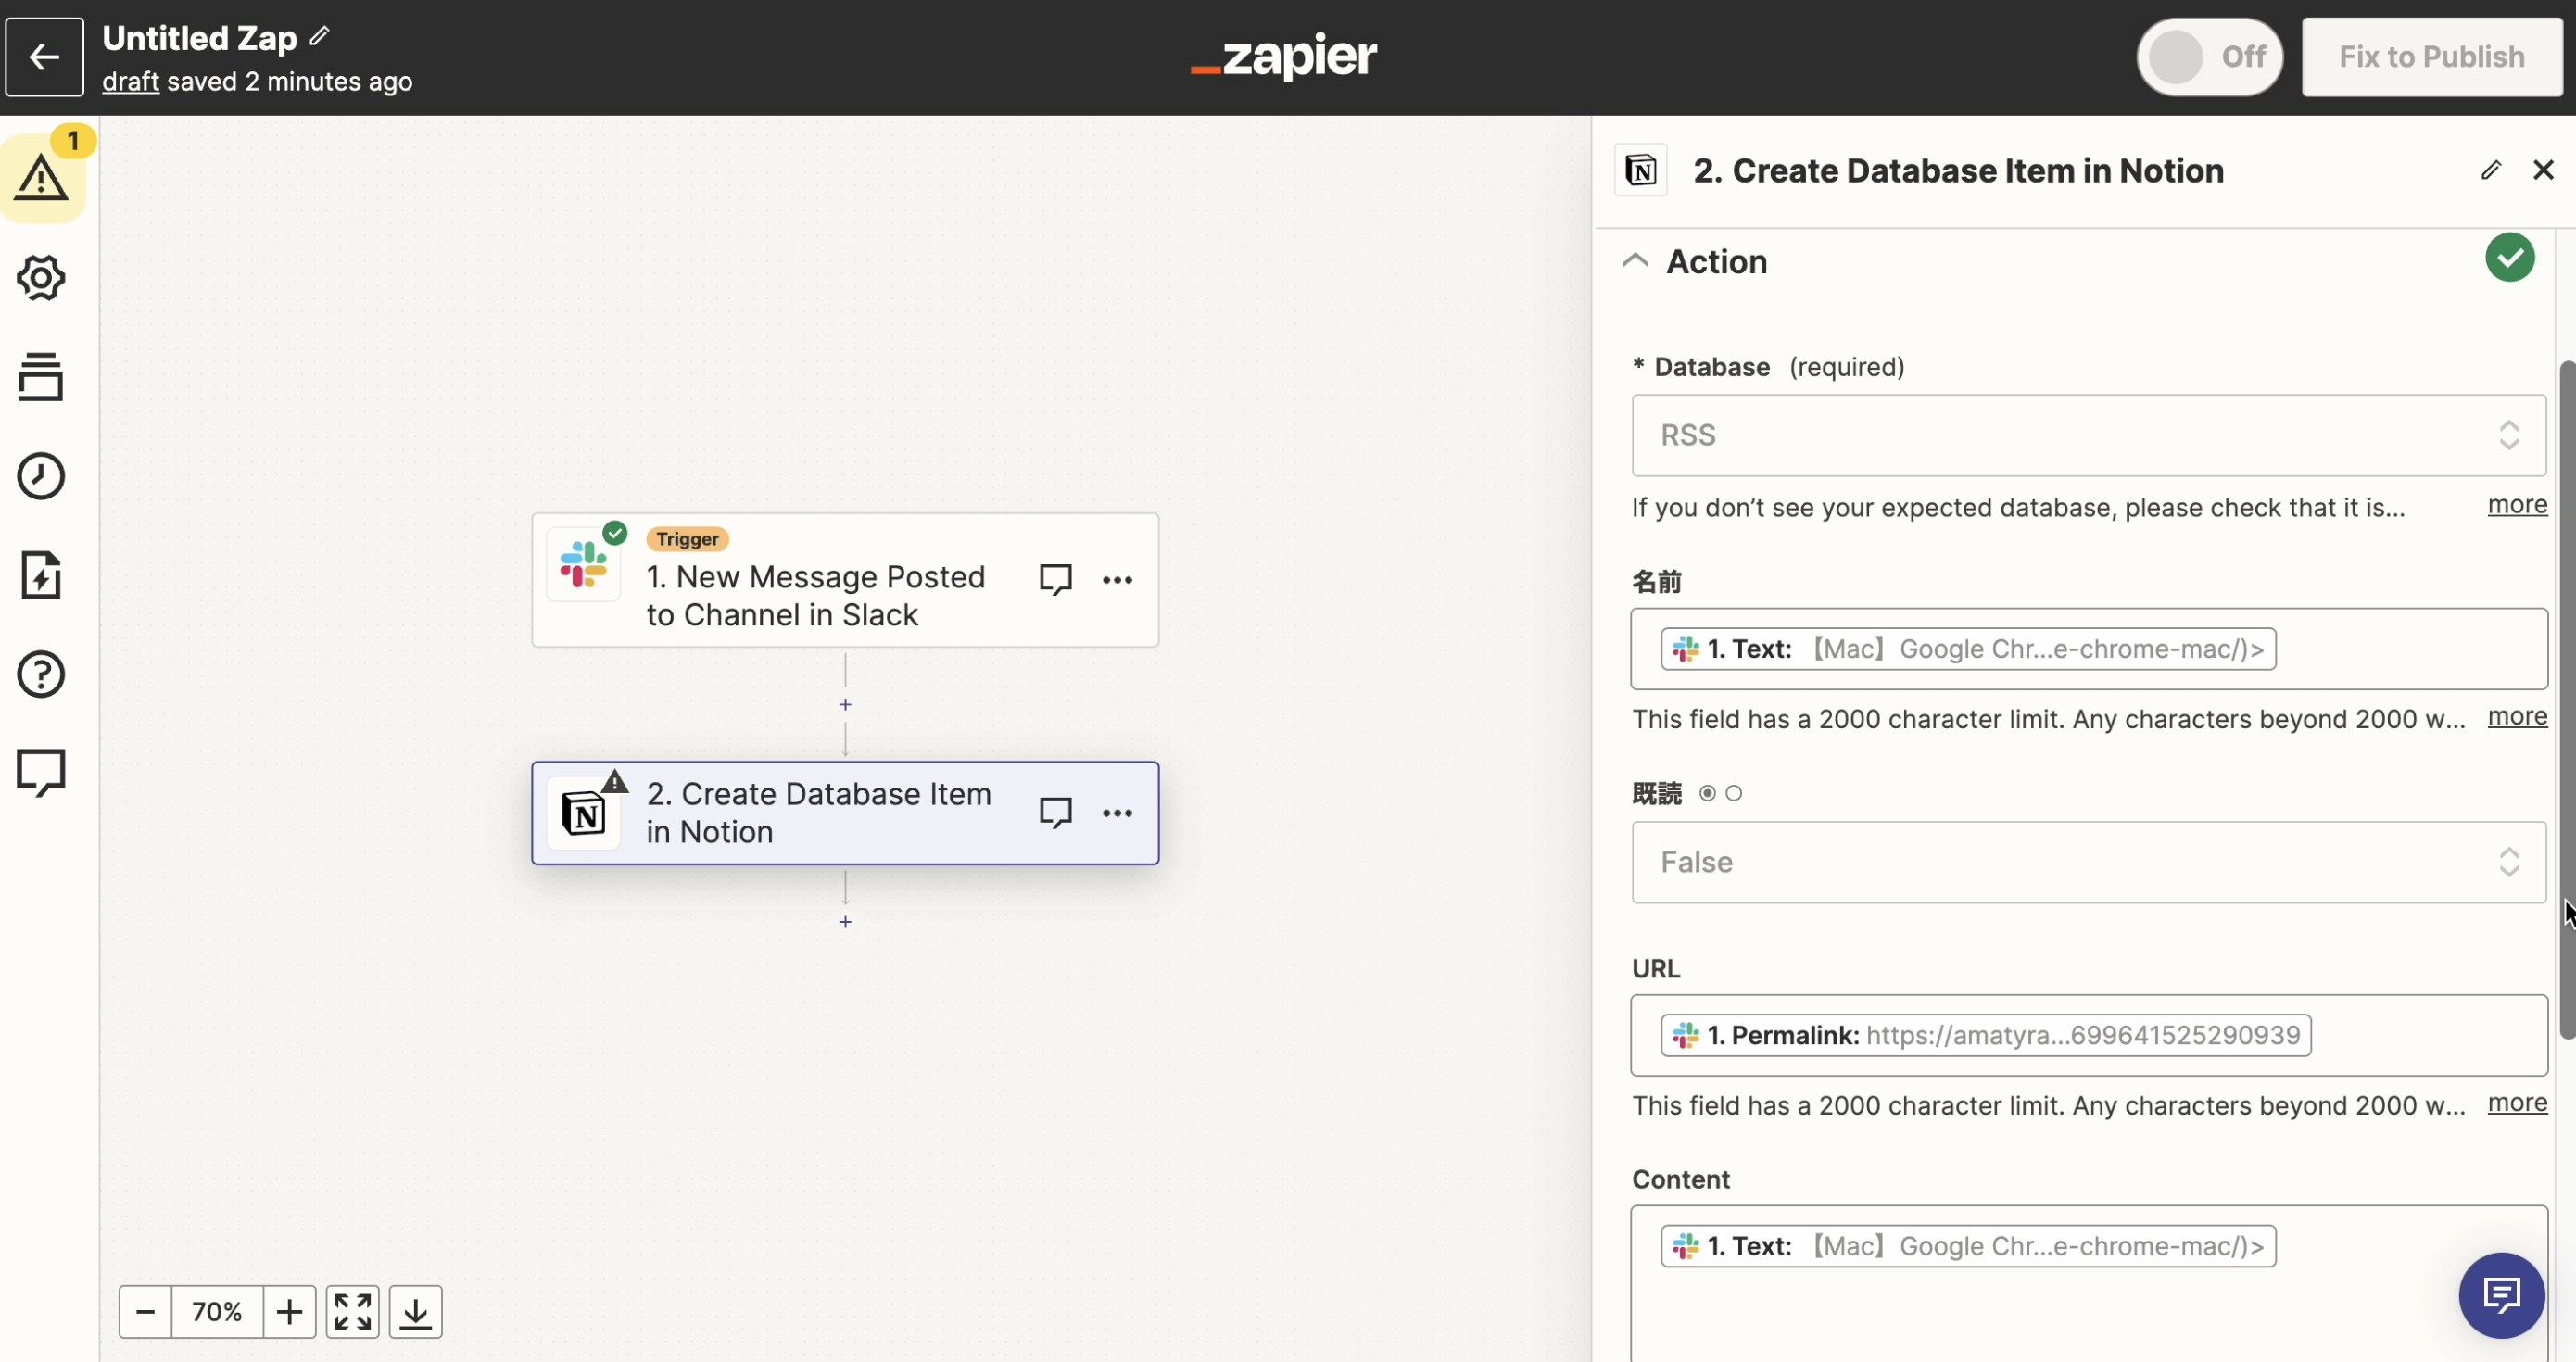 Untitled Zap
draft saved 2 minutes ago
zapier
Off
Fix to Publish
1
2. Create Database Item in Notion
Action
* Database (required)
RSS
If you don’t see your expected database, please check that it is...
more
名前
1. Text: 【Mac】Google Chr...e-chrome-mac/)>
This field has a 2000 character limit. Any characters beyond 2000 w...
more
既読
False
URL
1. Permalink: https://amatyra...699641525290939
This field has a 2000 character limit. Any characters beyond 2000 w...
more
Content
1. Text: 【Mac】Google Chr...e-chrome-mac/)>
Trigger
1. New Message Posted
to Channel in Slack
2. Create Database Item
in Notion
70%